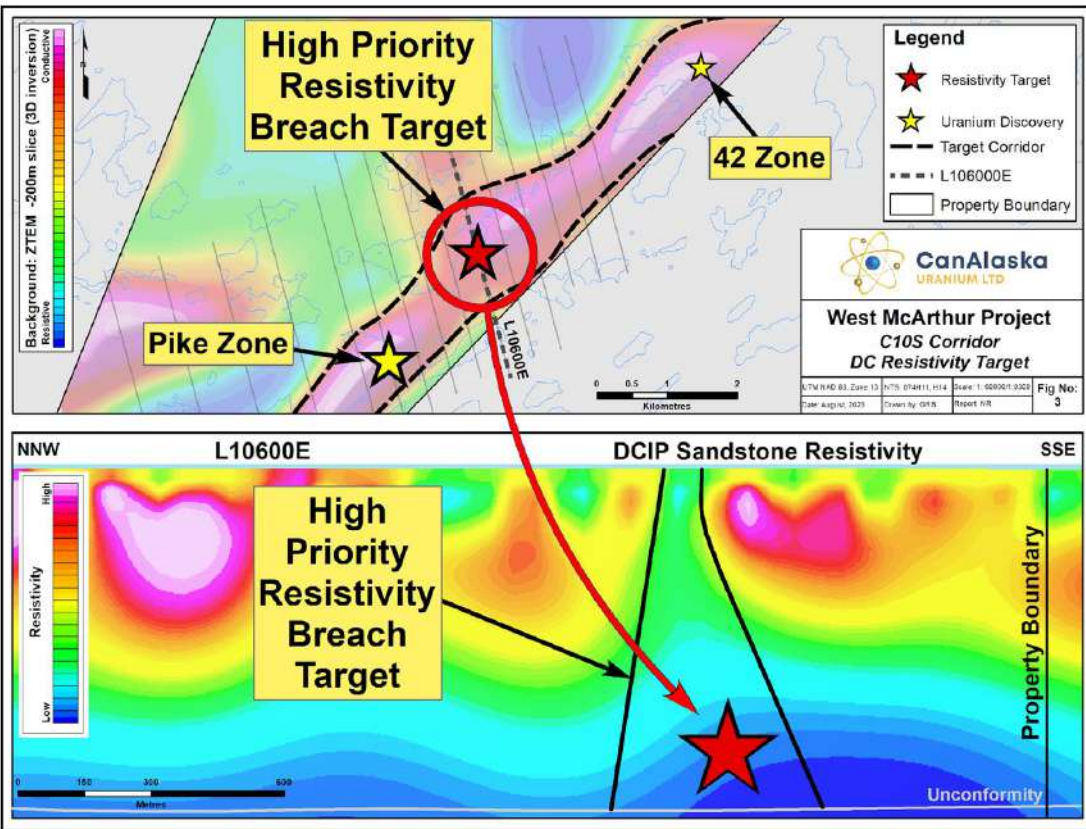 Background: ZTEM -200m slice (3D inversion)
Conductive
Resistive
High Priority
Resistivity
Breach Target
42 Zone
Pike Zone
L10600E
0 0.5 1 2
Kilometres
Legend
Resistivity Target
Uranium Discovery
Target Corridor
L106000E
Property Boundary
CanAlaska
URANIUM LTD
West McArthur Project
C10S Corridor
DC Resistivity Target
Fig No:
3
NNW
L10600E
DCIP Sandstone Resistivity
SSE
Resistivity
High
Low
High
Priority
Resistivity
Breach
Target
Property Boundary
Unconformity
0 150 300 600
Metres